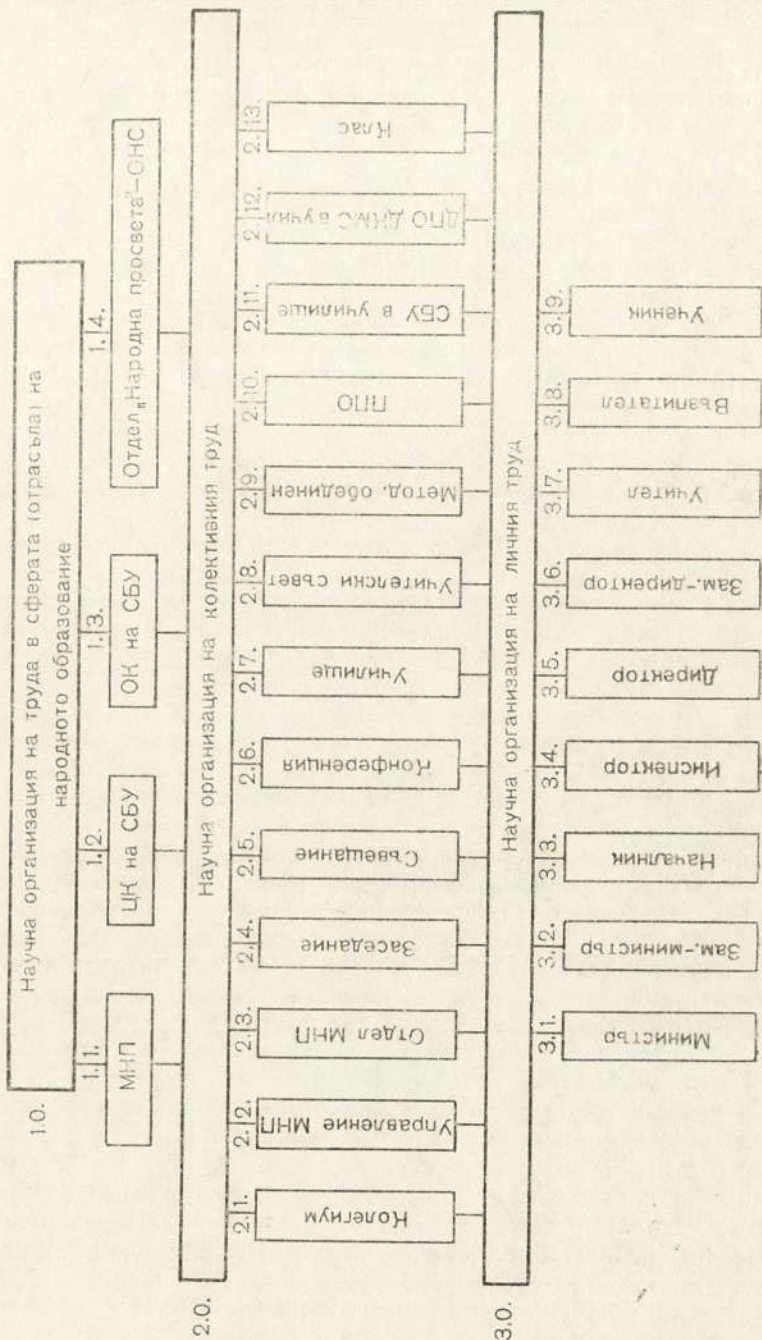 1.0.
Научна организация на труда в сферата (отрасъла) на
народното образование
1.1.
МНП
1.2.
ЦК на СБУ
1.3.
ОК на СБУ
1.4.
Отдел „Народна просвета"-ОНС
2.0.
Научна организация на колективния труд
2.1.
Колегиум
2.2.
Управление МНП
2.3.
Отдел МНП
2.4.
Заседание
2.5.
Съвещание
2.6.
Конференция
2.7.
Училище
2.8.
Учителски съвет
2.9.
Метод. обединен
2.10.
ППО
2.11.
СБУ в училище
2.12.
ДПО ДКМС в учил
2.13.
Клас
3.0.
Научна организация на личния труд
3.1.
Министър
3.2.
Зам.-министър
3.3.
Началник
3.4.
Инспектор
3.5.
Директор
3.6.
Зам.-директор
3.7.
Учител
3.8.
Възпитател
3.9.
Ученик